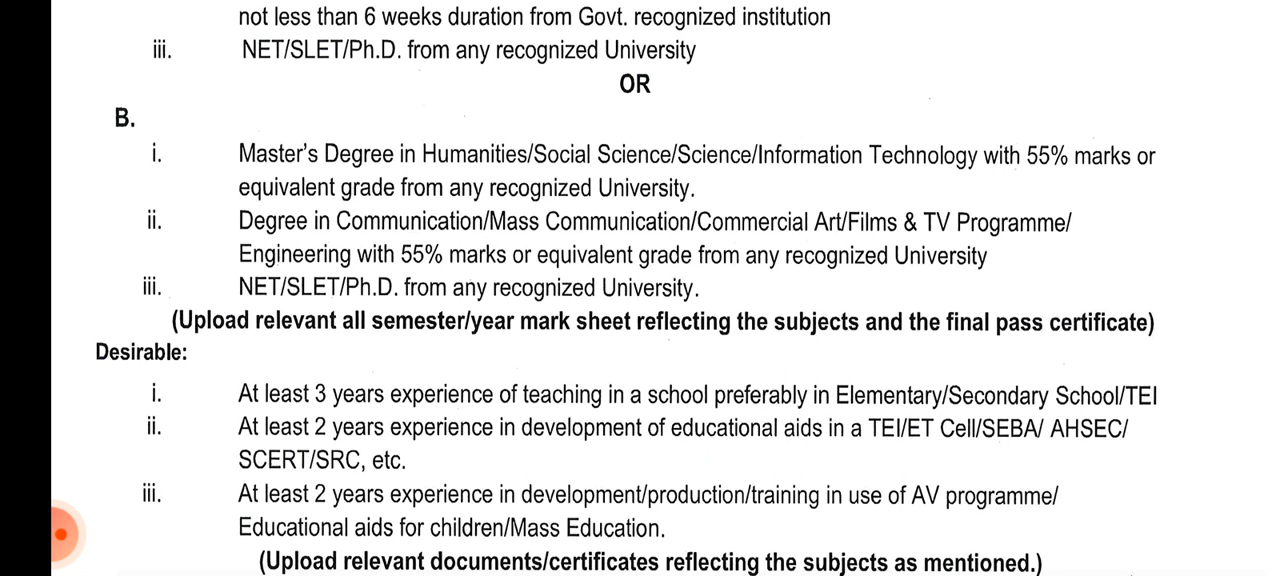 not less than 6 weeks duration from Govt. recognized institution
iii. NET/SLET/Ph.D. from any recognized University
OR
B.
i. Master's Degree in Humanities/Social Science/Science/Information Technology with 55% marks or
equivalent grade from any recognized University.
ii. Degree in Communication/Mass Communication/Commercial Art/Films & TV Programme/
Engineering with 55% marks or equivalent grade from any recognized University
iii. NET/SLET/Ph.D. from any recognized University.
(Upload relevant all semester/year mark sheet reflecting the subjects and the final pass certificate)
Desirable:
i. At least 3 years experience of teaching in a school preferably in Elementary/Secondary School/TEI
ii. At least 2 years experience in development of educational aids in a TEI/ET Cell/SEBA/ AHSEC/
SCERT/SRC, etc.
iii. At least 2 years experience in development/production/training in use of AV programme/
Educational aids for children/Mass Education.
(Upload relevant documents/certificates reflecting the subjects as mentioned.)